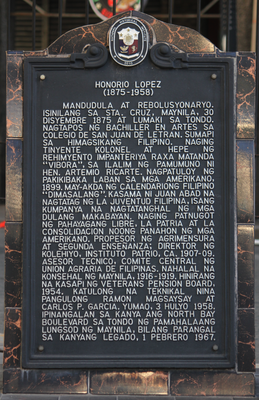 HONORIO LOPEZ
(1875-1958)
MANDUDULA AT REBOLUSYONARYO.
ISINILANG SA STA. CRUZ, MAYNILA, 30
DISYEMBRE 1875 AT LUMAKI SA TONDO.
NAGTAPOS NG BACHILLER EN ARTES SA
COLEGIO DE SAN JUAN DE LETRAN. SUMAPI
SA HIMAGSIKANG FILIPINO. NAGING
TINYENTE KOLONEL AT HEPE NG
REHIMYENTO IMPANTERIYA RAXA MATANDA
"VIBORA", SA ILALIM NG PAMUMUNO NI
HEN. ARTEMIO RICARTE. NAGPATULOY NG
PAKIKIBAKA LABAN SA MGA AMERIKANO,
1899. MAY-AKDA NG CALENDARIONG FILIPINO
"DIMASALANG". KASAMA NI JUAN ABAD NA
NAGTATAG NG LA JUVENTUD FILIPINA, ISANG
KUMPANYA NA NAGTATANGHAL NG MGA
DULANG MAKABAYAN. NAGING PATNUGOT
NG PAHAYAGANG LIBRE, LA PATRIA AT LA
CONSOLIDACION NOONG PANAHON NG MGA
AMERIKANO. PROPESOR NG AGRIMENSURA
AT SEGUNDA ENSEÑANZA; DIREKTOR NG
KOLEHIYO, INSTITUTO PATRIO, CA. 1907-09.
ASESOR TECNICO, COMITE CENTRAL NG
UNION AGRARIA DE FILIPINAS. NAHALAL NA
KONSEHAL NG MAYNILA, 1916-1919. HINIRANG
NA KASAPI NG VETERANS PENSION BOARD,
1954. KATULONG NA TEKNIKAL NINA
PANGULONG RAMON MAGSAYSAY AT
CARLOS P. GARCIA. YUMAO, 3 HULYO 1958.
IPINANGALAN SA KANYA ANG NORTH BAY
BOULEVARD SA TONDO NG PAMAHALAANG
LUNGSOD NG MAYNILA, BILANG PARANGAL
SA KANYANG LEGADO, 1 PEBRERO 1967.